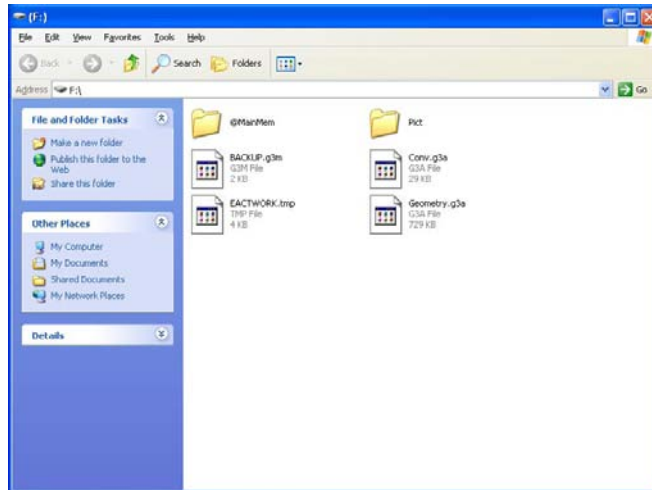 (F:)
File Edit View Favorites Tools Help
Back Search Folders
Address F:\ Go
File and Folder Tasks
Make a new folder
Publish this folder to the
Web
Share this folder
Other Places
My Computer
My Documents
Shared Documents
My Network Places
Details
@MainMem
Pict
BACKUP.g3m
G3M File
2 KB
Conv.g3a
G3A File
29 KB
EACTWORK.tmp
TMP File
4 KB
Geometry.g3a
G3A File
729 KB